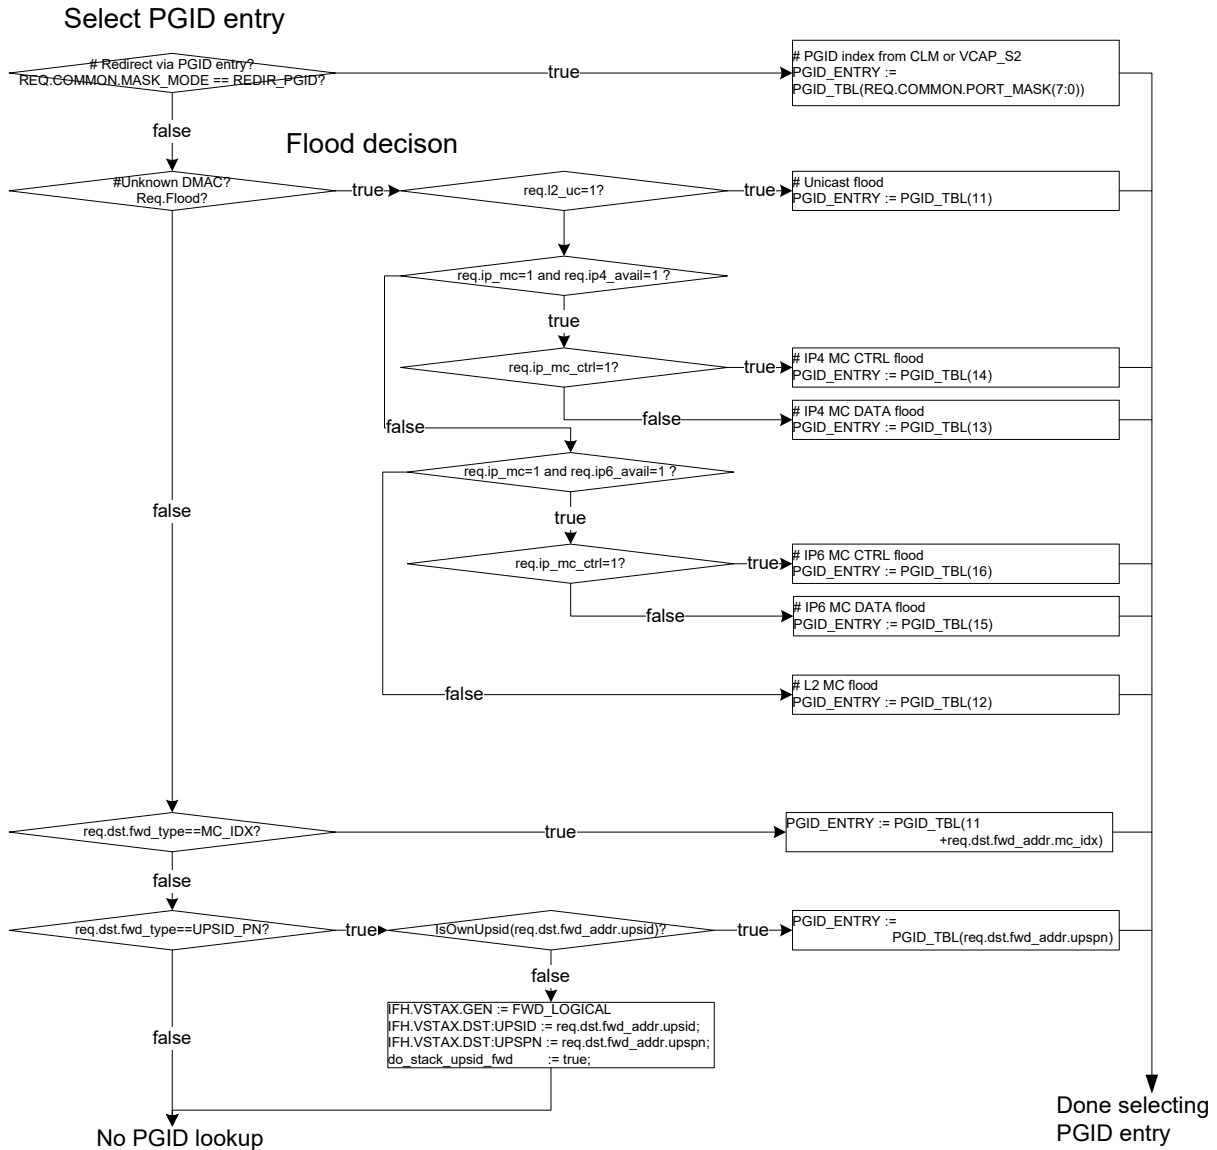 Select PGID entry
# Redirect via PGID entry?
REQ.COMMON.MASK_MODE == REDIR_PGID?
true
# PGID index from CLM or VCAP_S2
PGID_ENTRY :=
PGID_TBL(REQ.COMMON.PORT_MASK(7:0))
false
Flood decison
#Unknown DMAC?
Req.Flood?
true
req.l2_uc=1?
true
# Unicast flood
PGID_ENTRY := PGID_TBL(11)
req.ip_mc=1 and req.ip4_avail=1 ?
true
req.ip_mc_ctrl=1?
true
# IP4 MC CTRL flood
PGID_ENTRY := PGID_TBL(14)
false
# IP4 MC DATA flood
PGID_ENTRY := PGID_TBL(13)
false
req.ip_mc=1 and req.ip6_avail=1 ?
false
true
req.ip_mc_ctrl=1?
true
# IP6 MC CTRL flood
PGID_ENTRY := PGID_TBL(16)
false
# IP6 MC DATA flood
PGID_ENTRY := PGID_TBL(15)
false
# L2 MC flood
PGID_ENTRY := PGID_TBL(12)
req.dst.fwd_type==MC_IDX?
true
PGID_ENTRY := PGID_TBL(11
+req.dst.fwd_addr.mc_idx)
false
req.dst.fwd_type==UPSID_PN?
true
IsOwnUpsid(req.dst.fwd_addr.upsid)?
true
PGID_ENTRY :=
PGID_TBL(req.dst.fwd_addr.upspn)
false
IFH.VSTAX.GEN := FWD_LOGICAL
IFH.VSTAX.DST:UPSID := req.dst.fwd_addr.upsid;
IFH.VSTAX.DST:UPSPN := req.dst.fwd_addr.upspn;
do_stack_upsid_fwd := true;
false
No PGID lookup
Done selecting
PGID entry